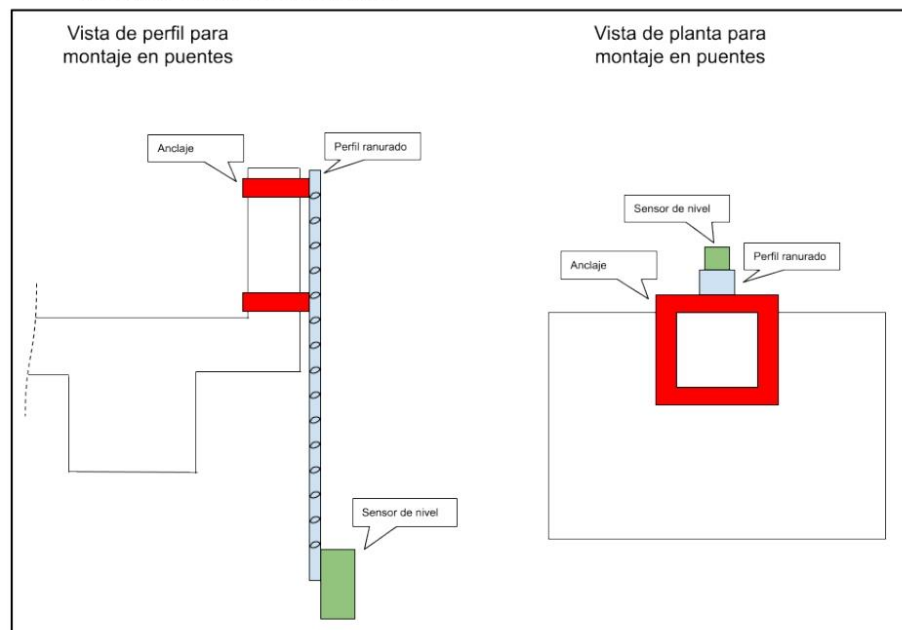 Vista de perfil para
montaje en puentes
Vista de planta para
montaje en puentes
Anclaje
Perfil ranurado
Sensor de nivel
Sensor de nivel
Anclaje
Perfil ranurado